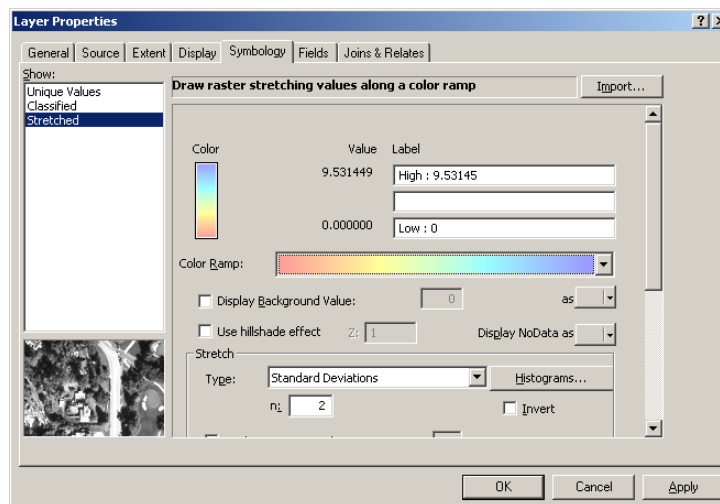 Layer Properties
General Source Extent Display Symbology Fields Joins & Relates
Show:
Unique Values
Classified
Stretched
Draw raster stretching values along a color ramp
Import...
Color Value Label
9.531449 High : 9.53145
0.000000 Low : 0
Color Ramp:
Display Background Value: 0 as
Use hillshade effect Z: 1 Display NoData as
Stretch
Type: Standard Deviations Histograms...
n: 2 Invert
OK Cancel Apply